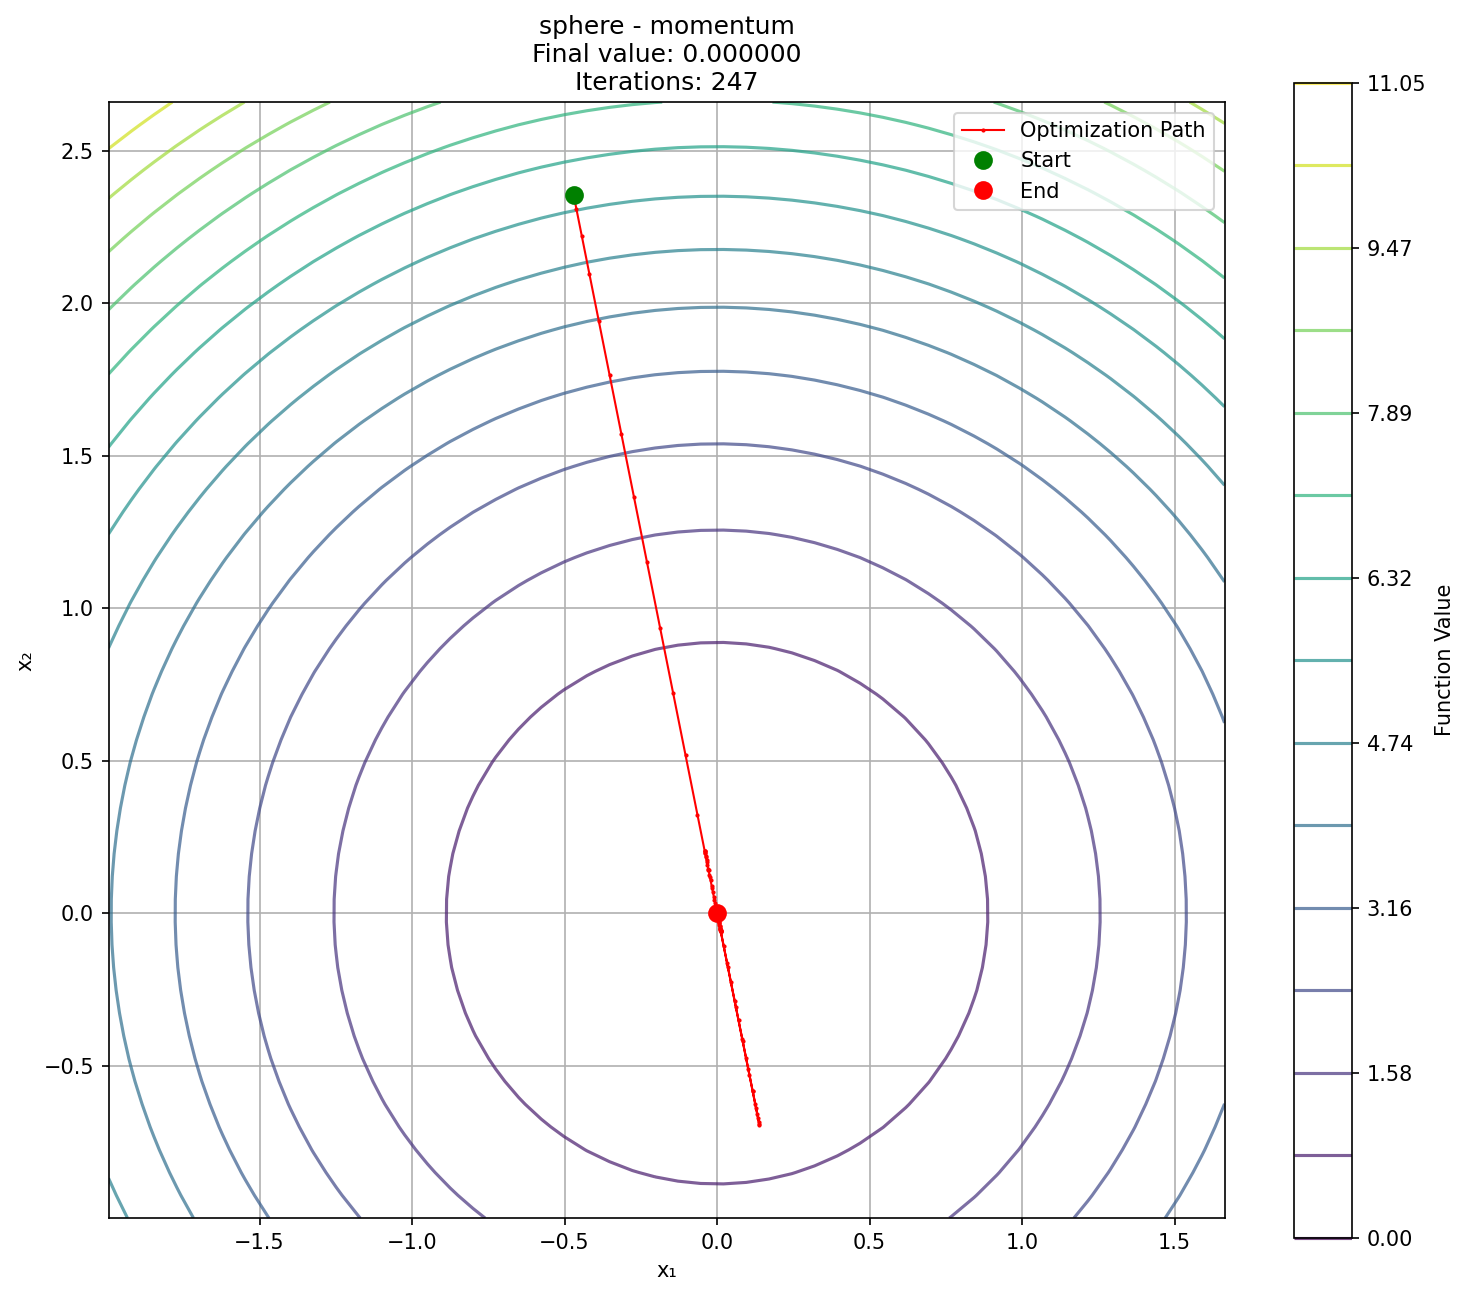 sphere - momentum
Final value: 0.000000
Iterations: 247
Optimization Path
Start
End
2.5
2.0
1.5
1.0
0.5
0.0
−0.5
x₂
−1.5
−1.0
−0.5
0.0
0.5
1.0
1.5
x₁
11.05
9.47
7.89
6.32
4.74
3.16
1.58
0.00
Function Value